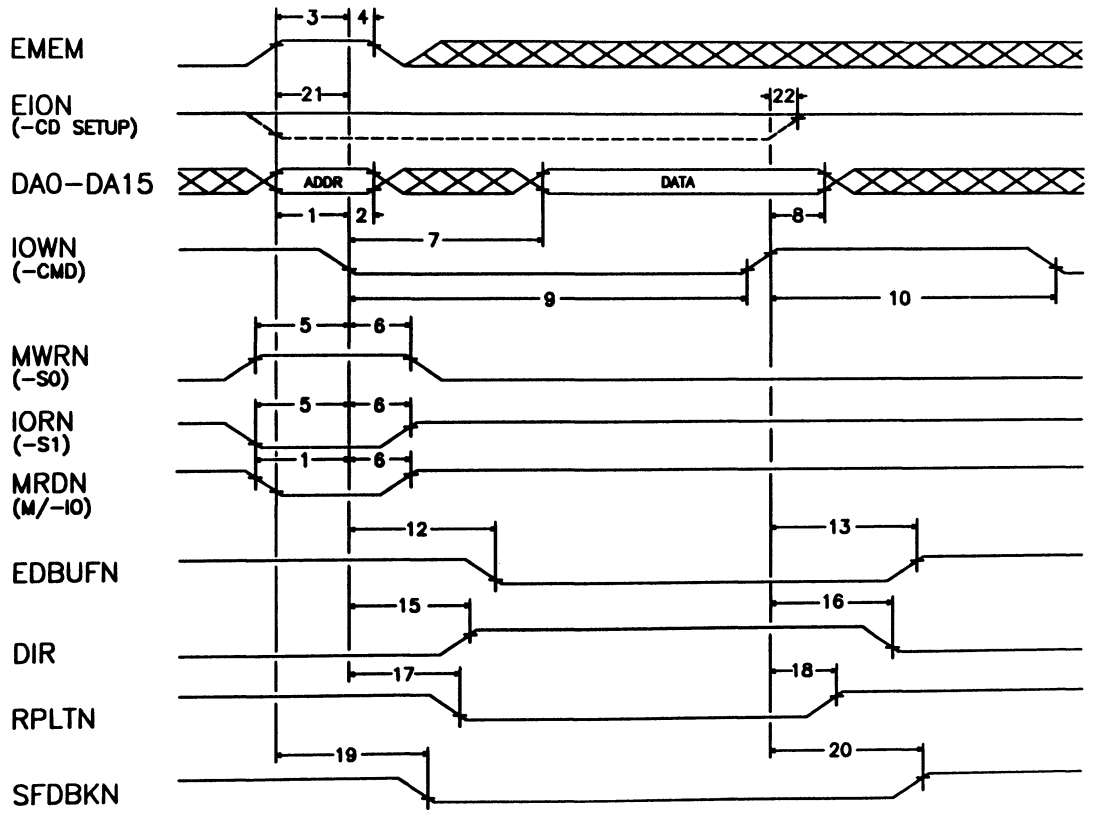 3 4
EMEM
21 22
EION
(-CD SETUP)
DA0-DA15 ADDR DATA
1 2 8
7
IOWN
(-CMD)
9 10
5 6
MWRN
(-S0)
5 6
IORN
(-S1)
1 6
MRDN
(M/-IO)
12 13
EDBUFN
15 16
DIR
17 18
RPLTN
19 20
SFDBKN